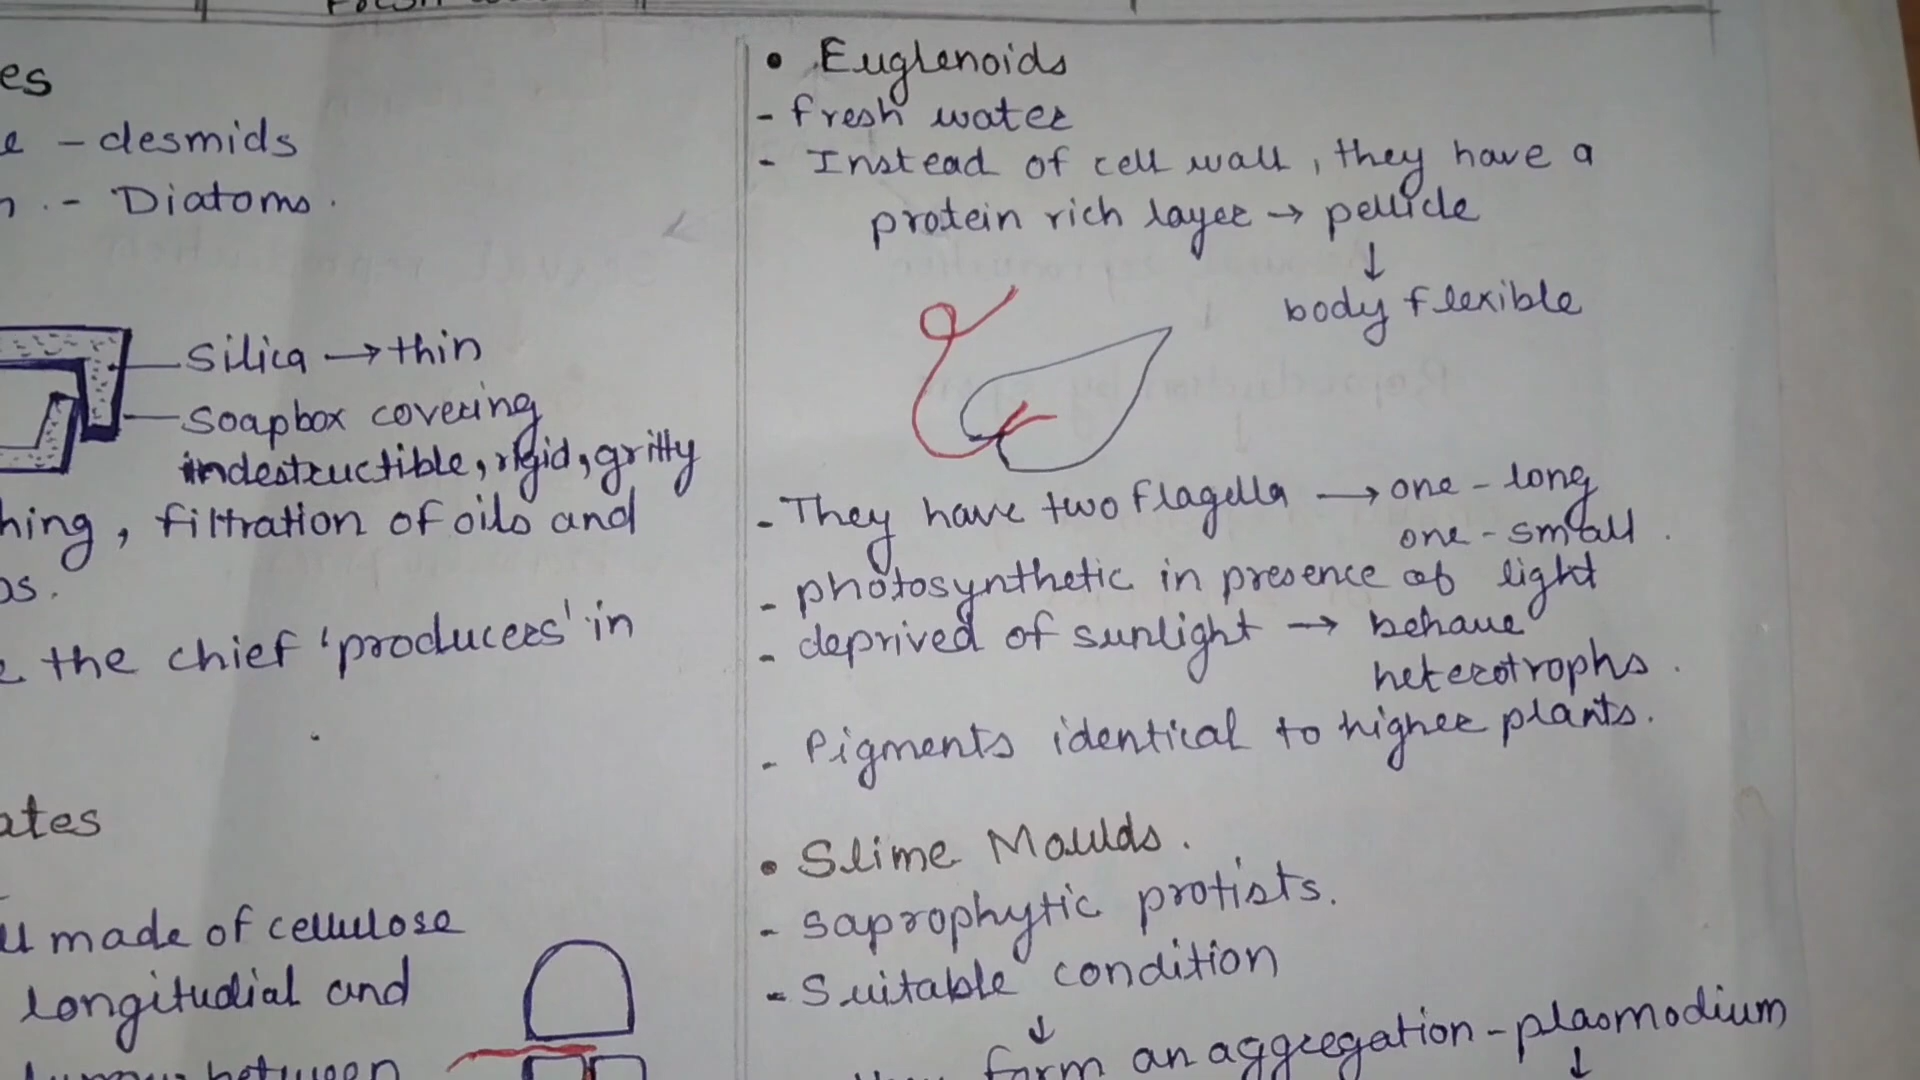 es
- desmids
- Diatoms.
Silica → thin
Soapbox covering
indestructible, rigid, gritty
hing, filtration of oils and
os.
the chief 'producers' in
ates
made of cellulose
longitudial and
between
• Euglenoids
- fresh water
- Instead of cell wall, they have a
protein rich layer → pellicle
↓
body flexible
- They have two flagella → one - long
one - small.
- photosynthetic in presence of light
- deprived of sunlight → behave
heterotrophs.
- Pigments identical to higher plants.
• Slime Moulds.
- saprophytic protists.
- Suitable condition
↓
form an aggregation - plasmodium
↓